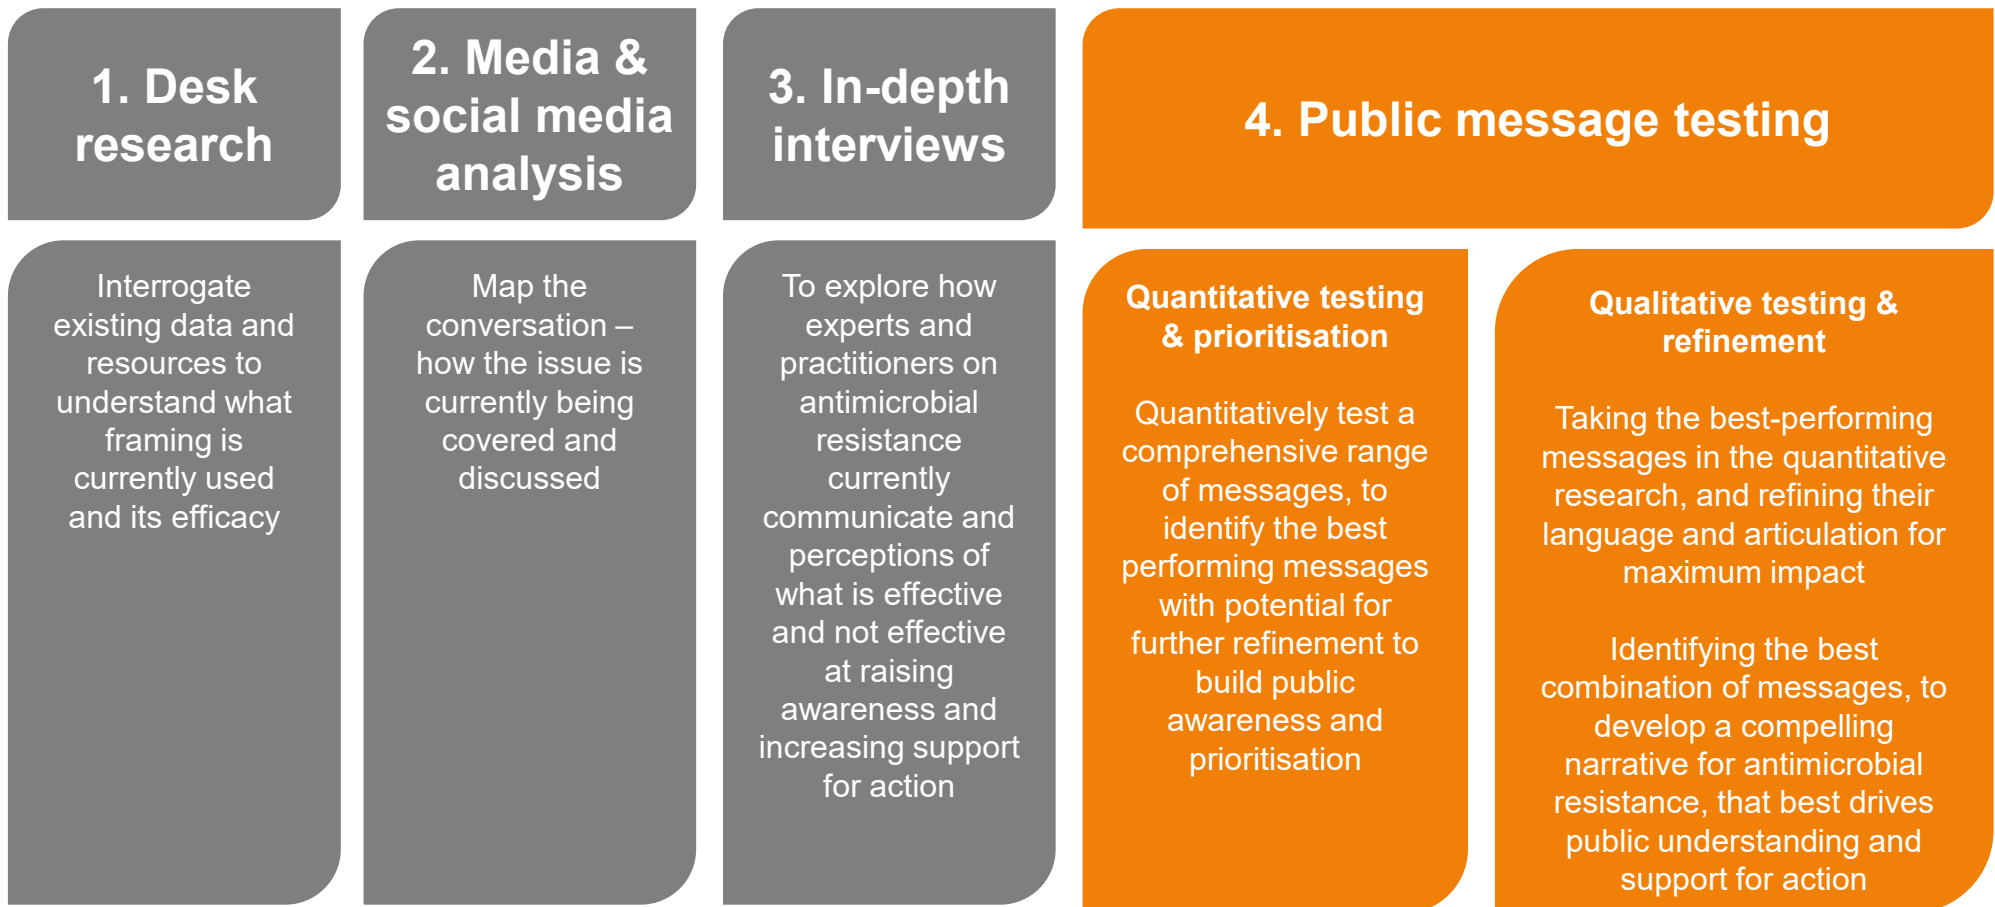 1. Desk
research
2. Media &
social media
analysis
3. In-depth
interviews
4. Public message testing
Interrogate
existing data and
resources to
understand what
framing is
currently used
and its efficacy
Map the
conversation –
how the issue is
currently being
covered and
discussed
To explore how
experts and
practitioners on
antimicrobial
resistance
currently
communicate and
perceptions of
what is effective
and not effective
at raising
awareness and
increasing support
for action
Quantitative testing
& prioritisation
Quantitatively test a
comprehensive range
of messages, to
identify the best
performing messages
with potential for
further refinement to
build public
awareness and
prioritisation
Qualitative testing &
refinement
Taking the best-performing
messages in the quantitative
research, and refining their
language and articulation for
maximum impact
Identifying the best
combination of messages, to
develop a compelling
narrative for antimicrobial
resistance, that best drives
public understanding and
support for action